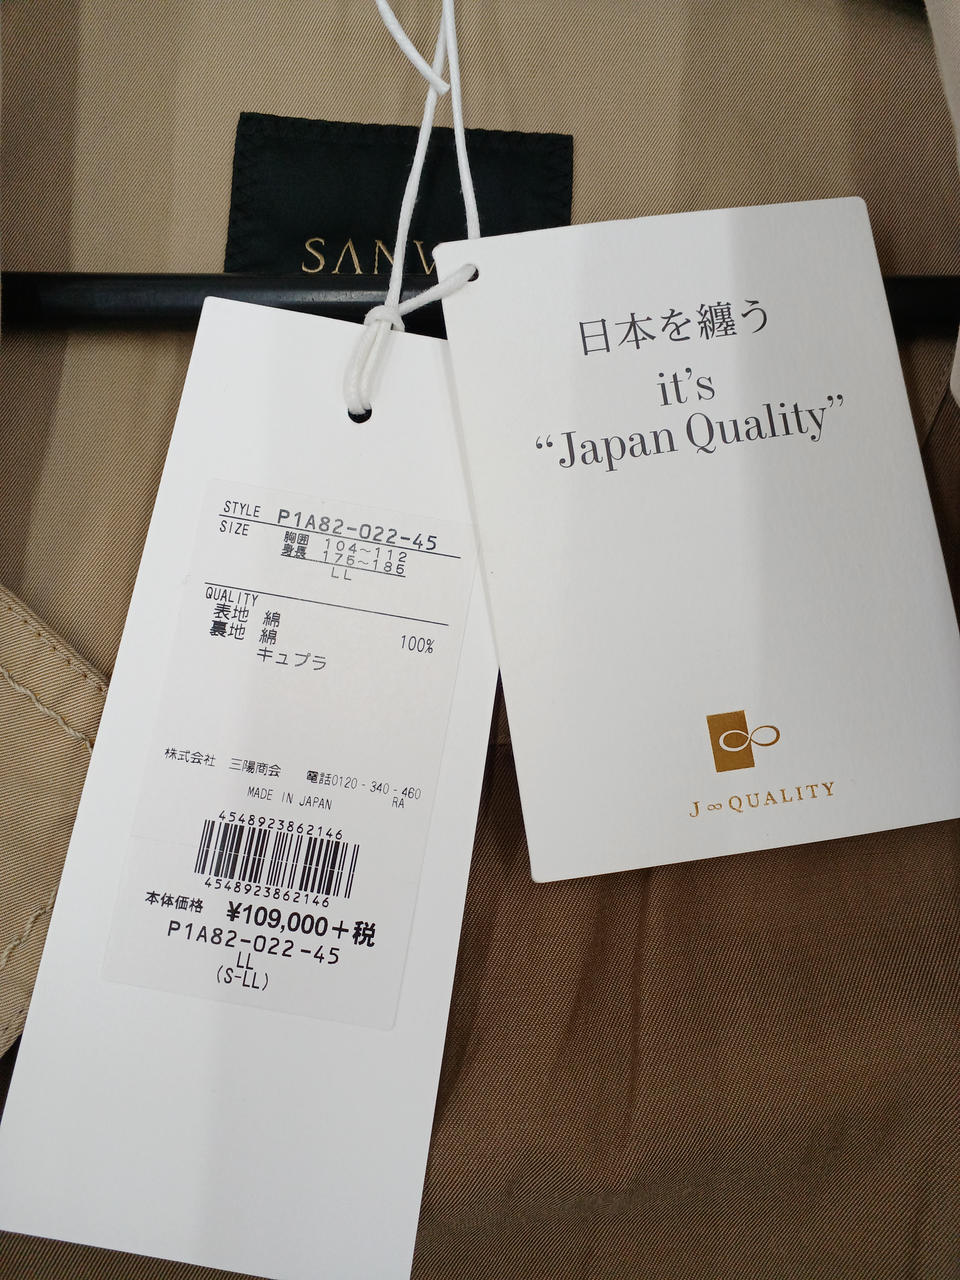 SANY
日本を纏う
it's
“Japan Quality”
J∞QUALITY
STYLE P1A82-022-45
SIZE 胸囲 104~112
身長 175~185
LL
QUALITY
表地 綿 100%
裏地 綿
キュプラ
株式会社 三陽商会 電話0120-340-460
MADE IN JAPAN RA
4548923862146
4548923862146
本体価格 ¥109,000+税
P1A82-022-45
LL
(S-LL)